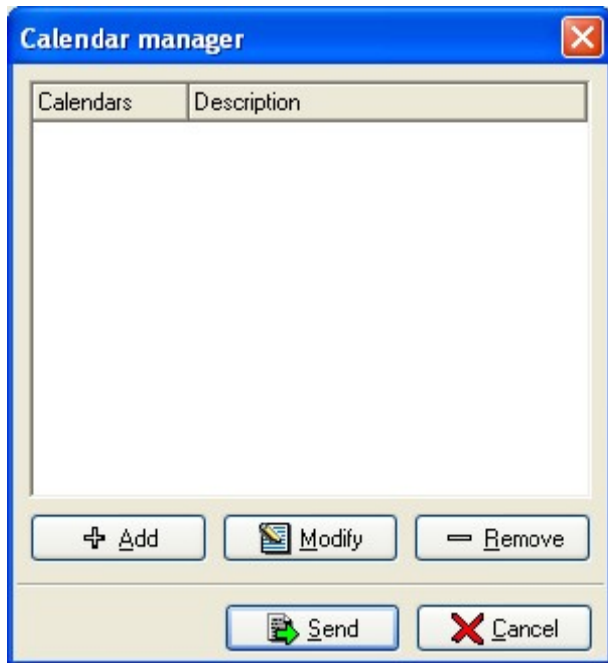 Calendar manager
Calendars Description
Add Modify Remove
Send Cancel